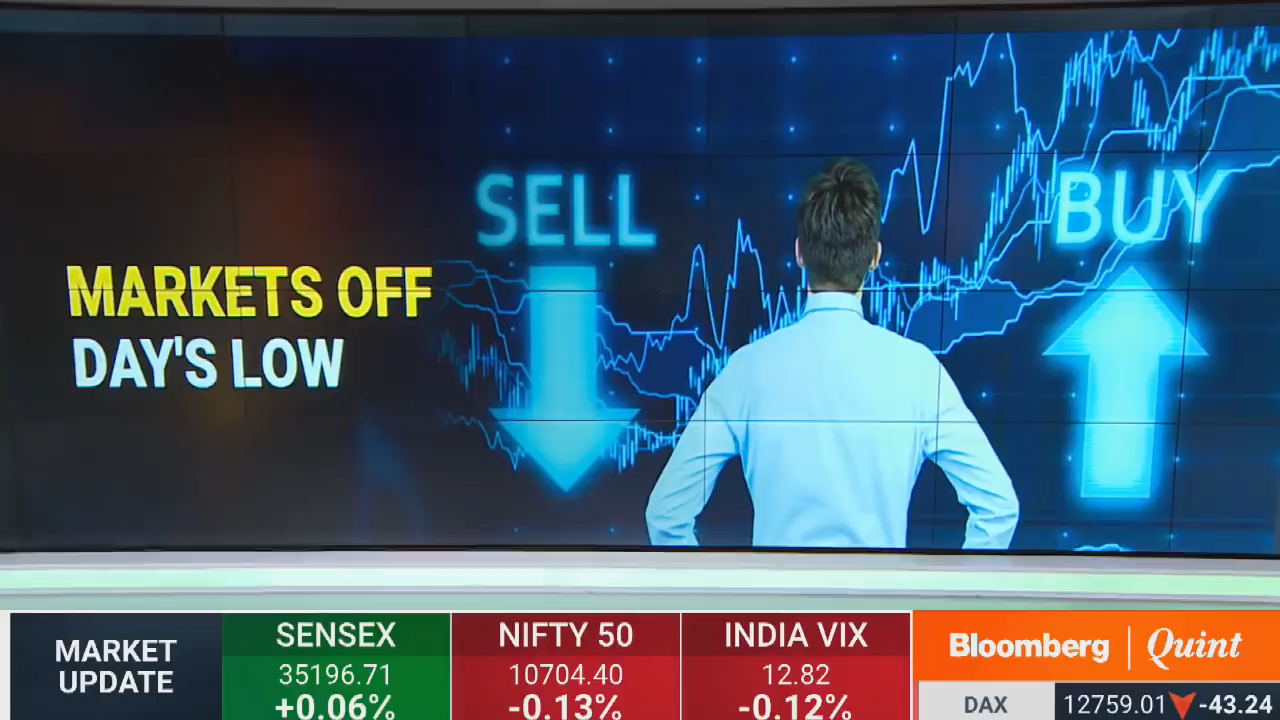 SELL
BUY
MARKETS OFF
DAY'S LOW
MARKET
UPDATE
SENSEX
35196.71
+0.06%
NIFTY 50
10704.40
-0.13%
INDIA VIX
12.82
-0.12%
Bloomberg | Quint
DAX 12759.01 -43.24